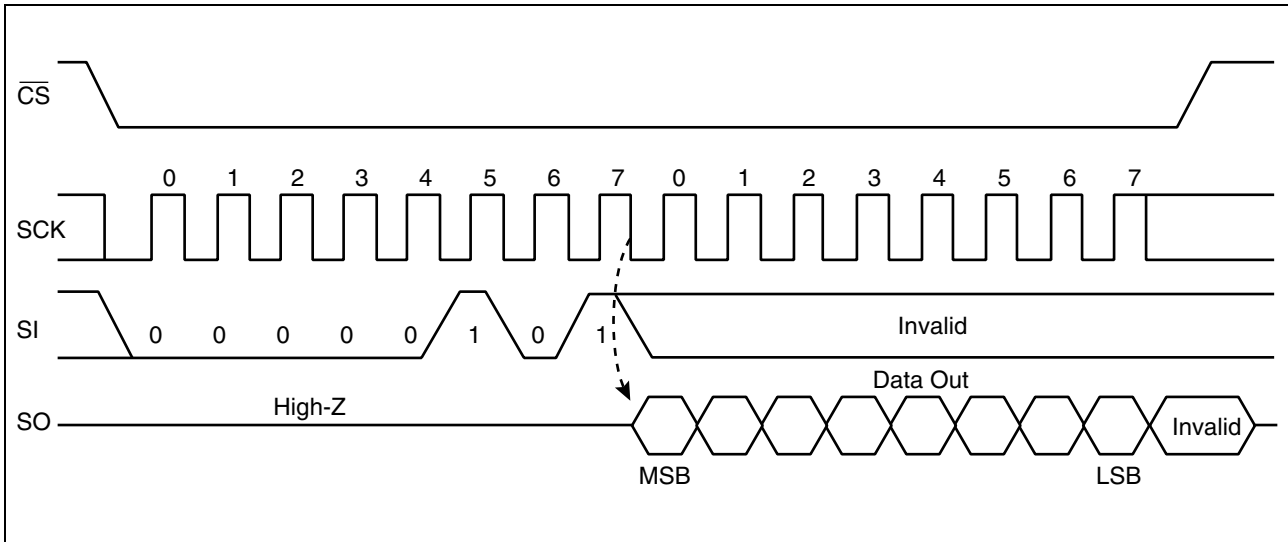 CS
0 1 2 3 4 5 6 7 0 1 2 3 4 5 6 7
SCK
SI 0 0 0 0 0 1 0 1 Invalid
Data Out
High-Z
SO Invalid
MSB LSB